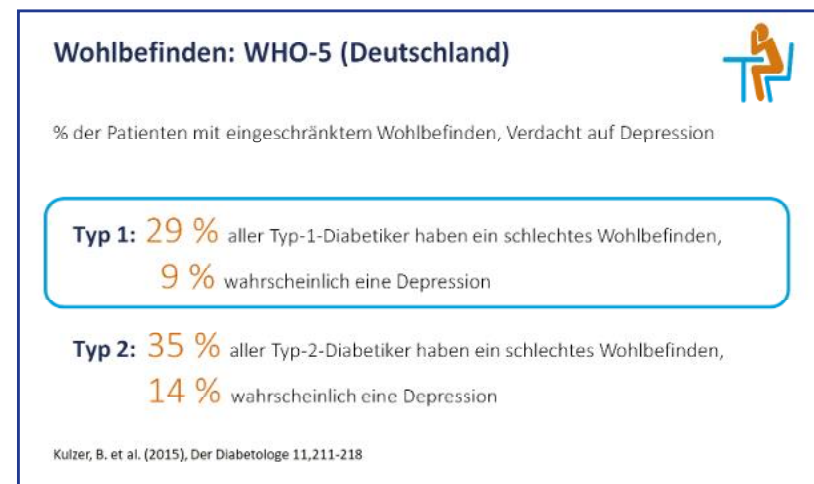 Wohlbefinden: WHO-5 (Deutschland)
% der Patienten mit eingeschränktem Wohlbefinden, Verdacht auf Depression
Typ 1: 29 % aller Typ-1-Diabetiker haben ein schlechtes Wohlbefinden,
9 % wahrscheinlich eine Depression
Typ 2: 35 % aller Typ-2-Diabetiker haben ein schlechtes Wohlbefinden,
14 % wahrscheinlich eine Depression
Kulzer, B. et al. (2015), Der Diabetologe 11,211-218